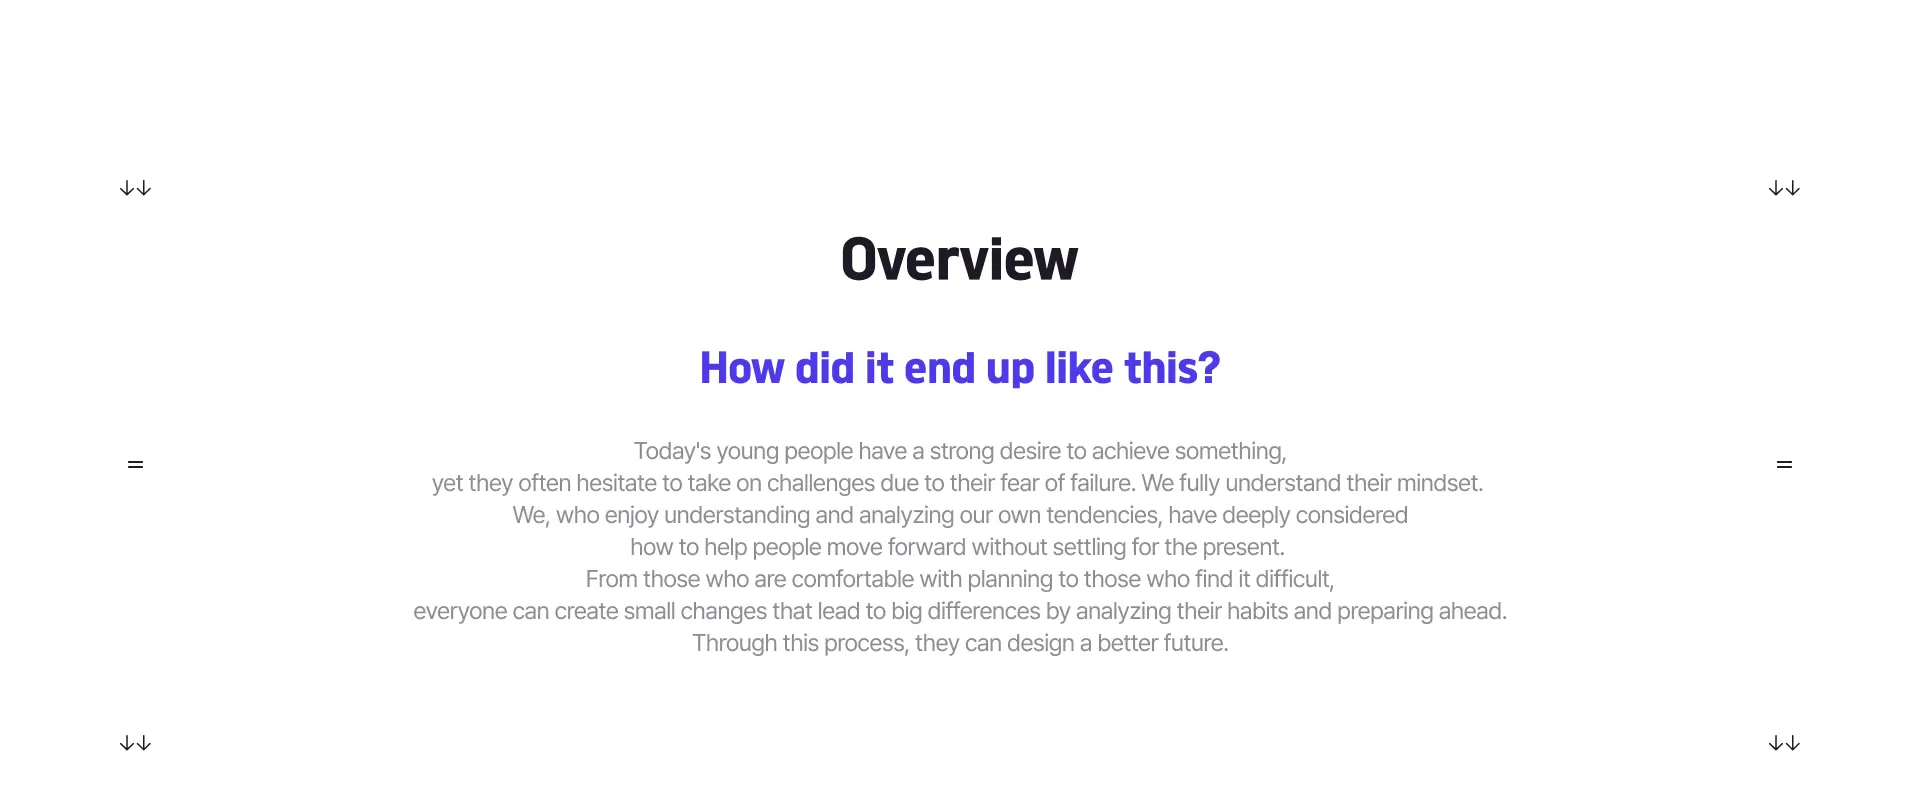 ↓↓ ↓↓
Overview
How did it end up like this?
Today's young people have a strong desire to achieve something,
= =
yet they often hesitate to take on challenges due to their fear of failure. We fully understand their mindset.
We, who enjoy understanding and analyzing our own tendencies, have deeply considered
how to help people move forward without settling for the present.
From those who are comfortable with planning to those who find it difficult,
everyone can create small changes that lead to big differences by analyzing their habits and preparing ahead.
Through this process, they can design a better future.
↓↓ ↓↓